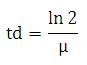 td = ln 2 / μ